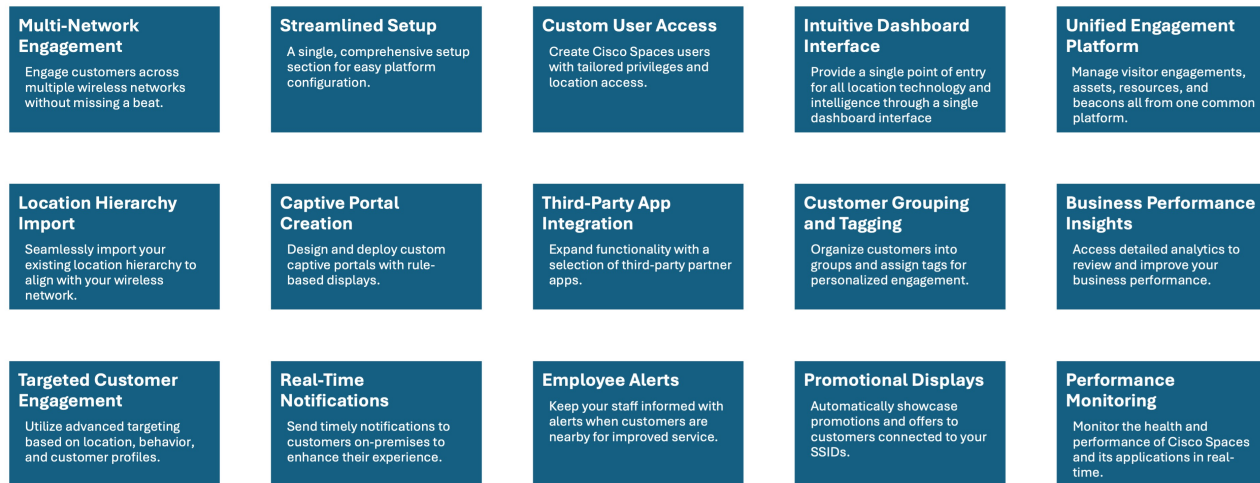 Multi-Network
Engagement
Engage customers across
multiple wireless networks
without missing a beat.
Streamlined Setup
A single, comprehensive setup
section for easy platform
configuration.
Custom User Access
Create Cisco Spaces users
with tailored privileges and
location access.
Intuitive Dashboard
Interface
Provide a single point of entry
for all location technology and
intelligence through a single
dashboard interface
Unified Engagement
Platform
Manage visitor engagements,
assets, resources, and
beacons all from one common
platform.
Location Hierarchy
Import
Seamlessly import your
existing location hierarchy to
align with your wireless
network.
Captive Portal
Creation
Design and deploy custom
captive portals with rule-
based displays.
Third-Party App
Integration
Expand functionality with a
selection of third-party partner
apps.
Customer Grouping
and Tagging
Organize customers into
groups and assign tags for
personalized engagement.
Business Performance
Insights
Access detailed analytics to
review and improve your
business performance.
Targeted Customer
Engagement
Utilize advanced targeting
based on location, behavior,
and customer profiles.
Real-Time
Notifications
Send timely notifications to
customers on-premises to
enhance their experience.
Employee Alerts
Keep your staff informed with
alerts when customers are
nearby for improved service.
Promotional Displays
Automatically showcase
promotions and offers to
customers connected to your
SSIDs.
Performance
Monitoring
Monitor the health and
performance of Cisco Spaces
and its applications in real-
time.